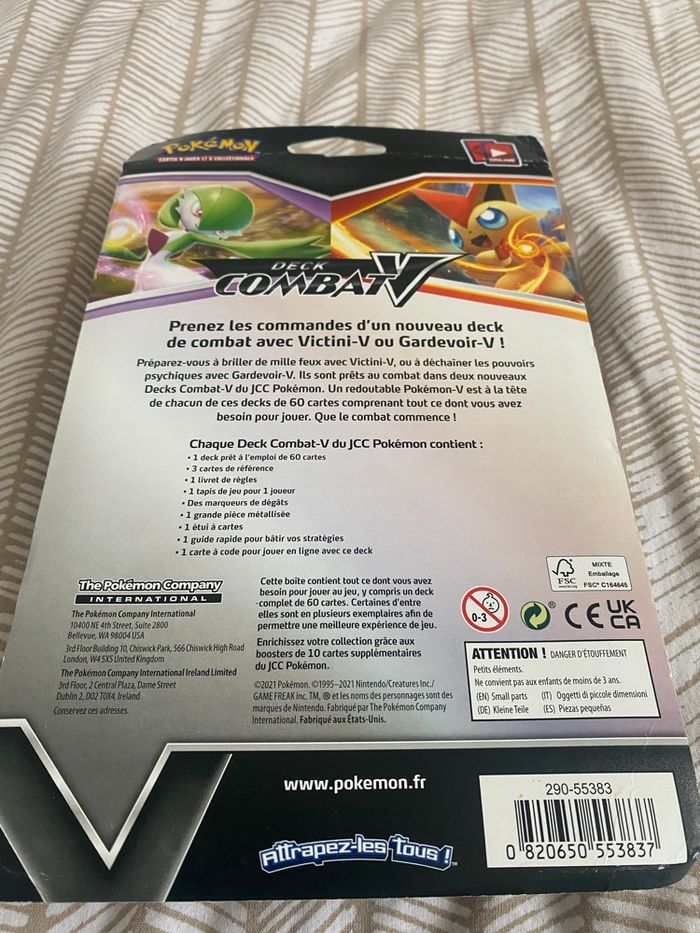 POKÉMON
CARTES À JOUER ET À COLLECTIONNER
ONLINE
DECK
COMBAT V
Prenez les commandes d'un nouveau deck
de combat avec Victini-V ou Gardevoir-V !
Préparez-vous à briller de mille feux avec Victini-V, ou à déchaîner les pouvoirs
psychiques avec Gardevoir-V. Ils sont prêts au combat dans deux nouveaux
Decks Combat-V du JCC Pokémon. Un redoutable Pokémon-V est à la tête
de chacun de ces decks de 60 cartes comprenant tout ce dont vous avez
besoin pour jouer. Que le combat commence !
Chaque Deck Combat-V du JCC Pokémon contient :
• 1 deck prêt à l'emploi de 60 cartes
• 3 cartes de référence
• 1 livret de règles
• 1 tapis de jeu pour 1 joueur
• Des marqueurs de dégâts
• 1 grande pièce métallisée
• 1 étui à cartes
• 1 guide rapide pour bâtir vos stratégies
• 1 carte à code pour jouer en ligne avec ce deck
The Pokémon Company
INTERNATIONAL
The Pokémon Company International
10400 NE 4th Street, Suite 2800
Bellevue, WA 98004 USA
3rd Floor Building 10, Chiswick Park, 566 Chiswick High Road
London, W4 5XS United Kingdom
The Pokémon Company International Ireland Limited
3rd Floor, 2 Central Plaza, Dame Street
Dublin 2, D02 T0X4, Ireland
Conservez ces adresses.
Cette boîte contient tout ce dont vous avez
besoin pour jouer au jeu, y compris un deck
complet de 60 cartes. Certaines d'entre
elles sont en plusieurs exemplaires afin de
permettre une meilleure expérience de jeu.
Enrichissez votre collection grâce aux
boosters de 10 cartes supplémentaires
du JCC Pokémon.
©2021 Pokémon. ©1995–2021 Nintendo/Creatures Inc./
GAME FREAK inc. TM, ® et les noms des personnages sont des
marques de Nintendo. Fabriqué par The Pokémon Company
International. Fabriqué aux États-Unis.
FSC
www.fsc.org
MIXTE
Emballage
FSC® C164645
0-3
®
CE
UK
CA
ATTENTION ! DANGER D'ÉTOUFFEMENT
Petits éléments.
Ne convient pas aux enfants de moins de 3 ans.
(EN) Small parts (IT) Oggetti di piccole dimensioni
(DE) Kleine Teile (ES) Piezas pequeñas
V
www.pokemon.fr
Attrapez-les tous !™
290-55383
0 820650 553837